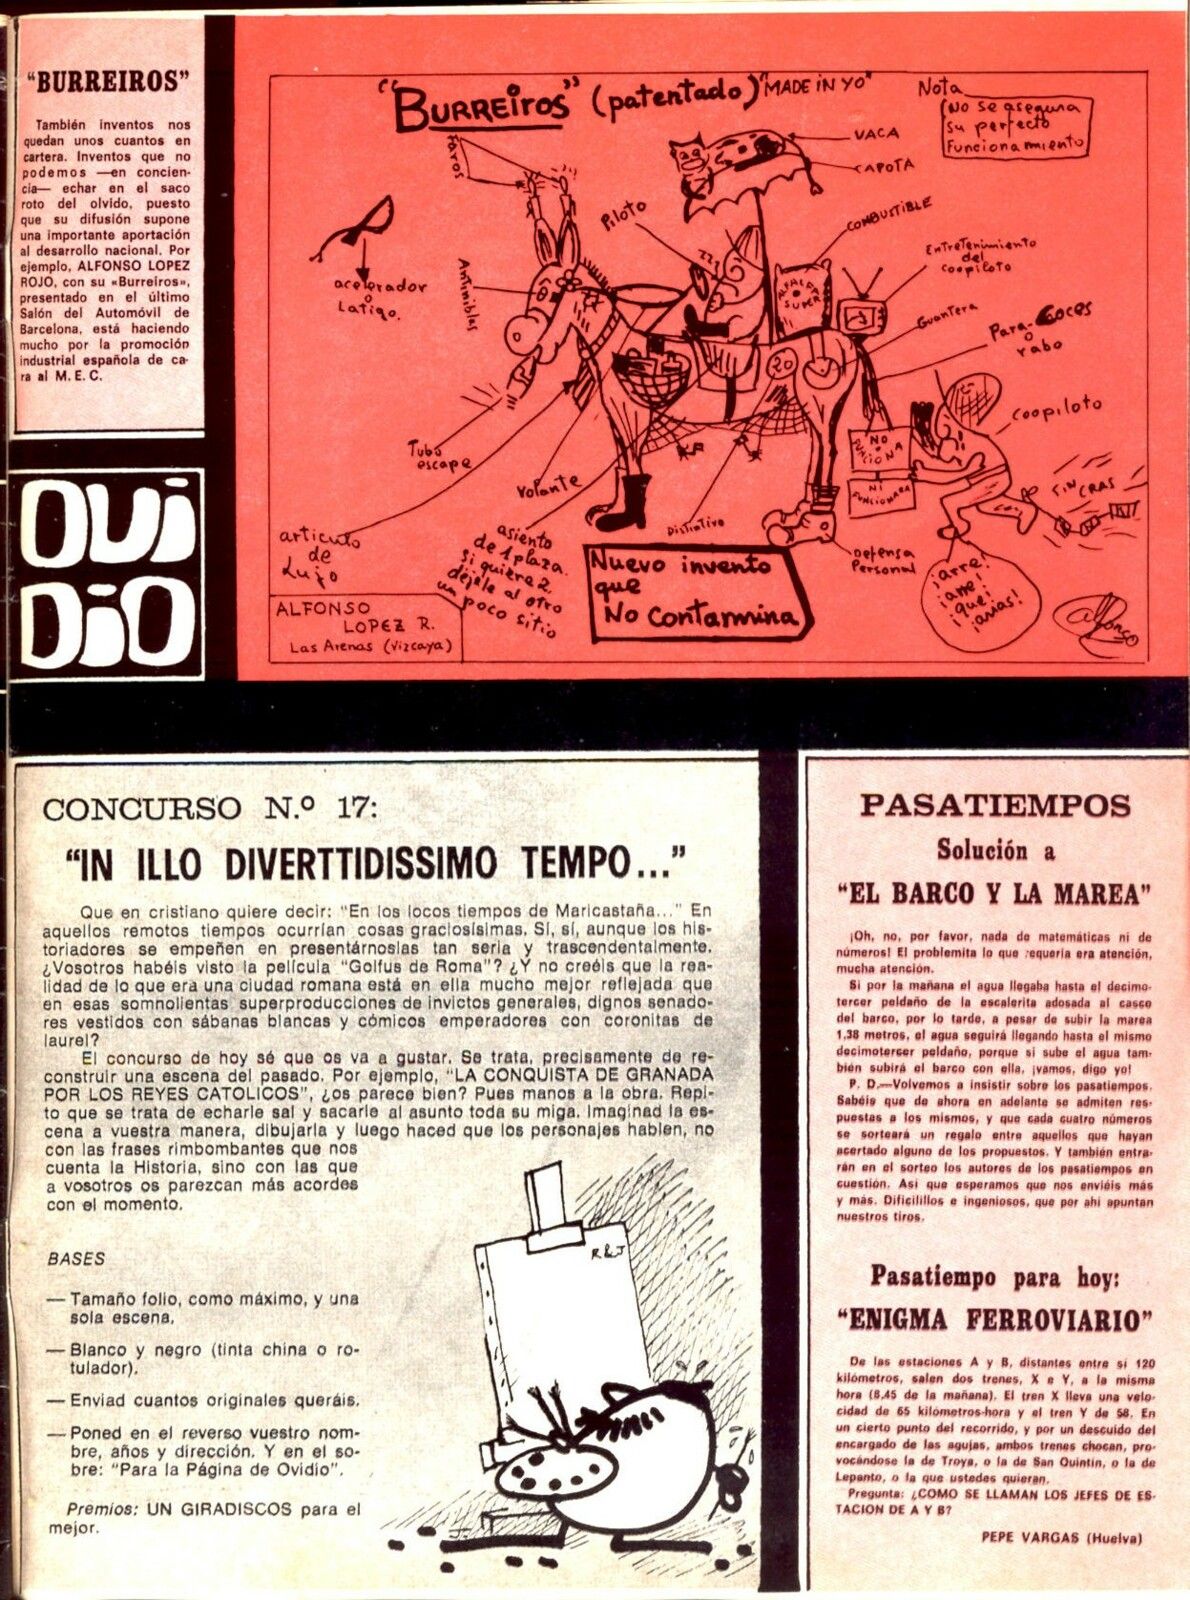 "BURREIROS"
También inventos nos
quedan unos cuantos en
cartera. Inventos que no
podemos —en concien-
cia— echar en el saco
roto del olvido, puesto
que su difusión supone
una importante aportación
al desarrollo nacional. Por
ejemplo, ALFONSO LOPEZ
ROJO, con su «Burreiros»,
presentado en el último
Salón del Automóvil de
Barcelona, está haciendo
mucho por la promoción
industrial española de ca-
ra al M. E. C.
OVIDIO
"BURREIROS" (patentado) "MADE IN YO"
Nota
(No se asegura
su perfecto
Funcionamiento
FAROS
VACA
CAPOTA
Piloto
COMBUSTIBLE
zzz
Entretenimiento
del
coopiloto
acelerador
o
Latigo.
Antiniblas
ALFALFA
SUPER
Guantera
Para-Coces
o
rabo
20
Coopiloto
NO
FUNCIONA
NI
FUNCIONARA
SIN CRAS
Tubo
escape
Volante
Distintivo
Defensa
Personal
articulo
de
Lujo
asiento
de 1 plaza.
si quiere 2
dejele al otro
un poco sitio
Nuevo invento
que
No Contarmina
¡arre!
¡arre!
¡que!
¡arrias!
Alfonso
ALFONSO
LOPEZ R.
Las Arenas (Vizcaya)
CONCURSO N.º 17:
"IN ILLO DIVERTTIDISSIMO TEMPO..."
Que en cristiano quiere decir: "En los locos tiempos de Maricastaña..." En
aquellos remotos tiempos ocurrían cosas graciosísimas. Sí, sí, aunque los his-
toriadores se empeñen en presentárnoslas tan seria y trascendentalmente.
¿Vosotros habéis visto la película "Golfus de Roma"? ¿Y no creéis que la rea-
lidad de lo que era una ciudad romana está en ella mucho mejor reflejada que
en esas somnolientas superproducciones de invictos generales, dignos senado-
res vestidos con sábanas blancas y cómicos emperadores con coronitas de
laurel?
El concurso de hoy sé que os va a gustar. Se trata, precisamente de re-
construir una escena del pasado. Por ejemplo, "LA CONQUISTA DE GRANADA
POR LOS REYES CATOLICOS", ¿os parece bien? Pues manos a la obra. Repi-
to que se trata de echarle sal y sacarle al asunto toda su miga. Imaginad la es-
cena a vuestra manera, dibujarla y luego haced que los personajes hablen, no
con las frases rimbombantes que nos
cuenta la Historia, sino con las que
a vosotros os parezcan más acordes
con el momento.
BASES
— Tamaño folio, como máximo, y una
sola escena.
— Blanco y negro (tinta china o ro-
tulador).
— Enviad cuantos originales queráis.
— Poned en el reverso vuestro nom-
bre, años y dirección. Y en el so-
bre: "Para la Página de Ovidio".
Premios: UN GIRADISCOS para el
mejor.
R & J
PASATIEMPOS
Solución a
"EL BARCO Y LA MAREA"
¡Oh, no, por favor, nada de matemáticas ni de
números! El problemita lo que requería era atención,
mucha atención.
Si por la mañana el agua llegaba hasta el decimo-
tercer peldaño de la escalerita adosada al casco
del barco, por lo tarde, a pesar de subir la marea
1,38 metros, el agua seguirá llegando hasta el mismo
decimotercer peldaño, porque si sube el agua tam-
bién subirá el barco con ella, ¡vamos, digo yo!
P. D.—Volvemos a insistir sobre los pasatiempos.
Sabéis que de ahora en adelante se admiten res-
puestas a los mismos, y que cada cuatro números
se sorteará un regalo entre aquellos que hayan
acertado alguno de los propuestos. Y también entra-
rán en el sorteo los autores de los pasatiempos en
cuestión. Así que esperamos que nos enviéis más
y más. Dificilillos e ingeniosos, que por ahí apuntan
nuestros tiros.
Pasatiempo para hoy:
"ENIGMA FERROVIARIO"
De las estaciones A y B, distantes entre sí 120
kilómetros, salen dos trenes, X e Y, a la misma
hora (8,45 de la mañana). El tren X lleva una velo-
cidad de 65 kilómetros-hora y el tren Y de 58. En
un cierto punto del recorrido, y por un descuido del
encargado de las agujas, ambos trenes chocan, pro-
vocándose la de Troya, o la de San Quintín, o la de
Lepanto, o la que ustedes quieran.
Pregunta: ¿COMO SE LLAMAN LOS JEFES DE ES-
TACION DE A Y B?
PEPE VARGAS (Huelva)